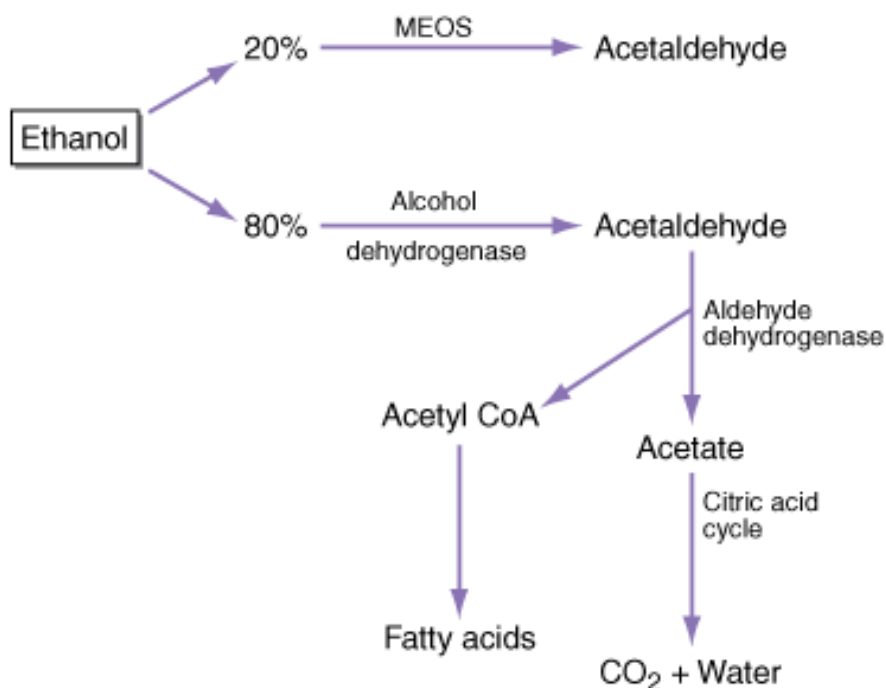 20%
MEOS
Acetaldehyde
Ethanol
80%
Alcohol
dehydrogenase
Acetaldehyde
Aldehyde
dehydrogenase
Acetyl CoA
Acetate
Citric acid
cycle
Fatty acids
CO₂ + Water